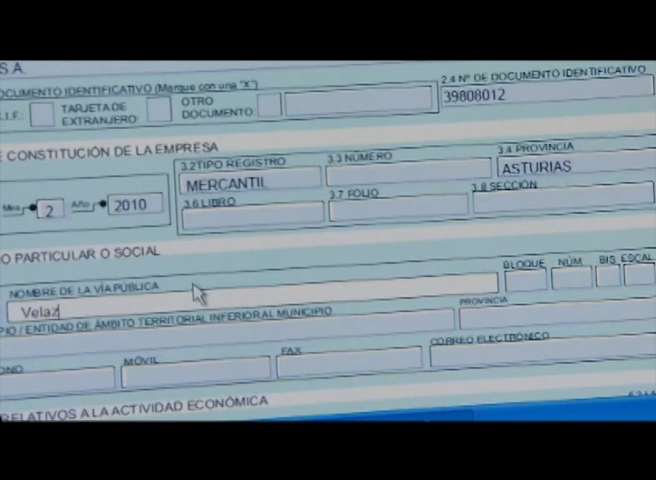 S.A.
OCUMENTO IDENTIFICATIVO (Marque con una "X")
2.4 Nº DE DOCUMENTO IDENTIFICATIVO
.I.F.:
TARJETA DE EXTRANJERO:
OTRO DOCUMENTO:
39808012
E CONSTITUCIÓN DE LA EMPRESA
3.2 TIPO REGISTRO
3.3 NÚMERO
3.4 PROVINCIA
MERCANTIL
ASTURIAS
Mes
2
Año
2010
3.6 LIBRO
3.7 FOLIO
3.8 SECCIÓN
O PARTICULAR O SOCIAL
NOMBRE DE LA VÍA PÚBLICA
BLOQUE
NÚM
BIS
ESCAL
Velaz
PIO / ENTIDAD DE ÁMBITO TERRITORIAL INFERIOR AL MUNICIPIO
PROVINCIA
ONO
MÓVIL
FAX
CORREO ELECTRÓNICO
RELATIVOS A LA ACTIVIDAD ECONÓMICA